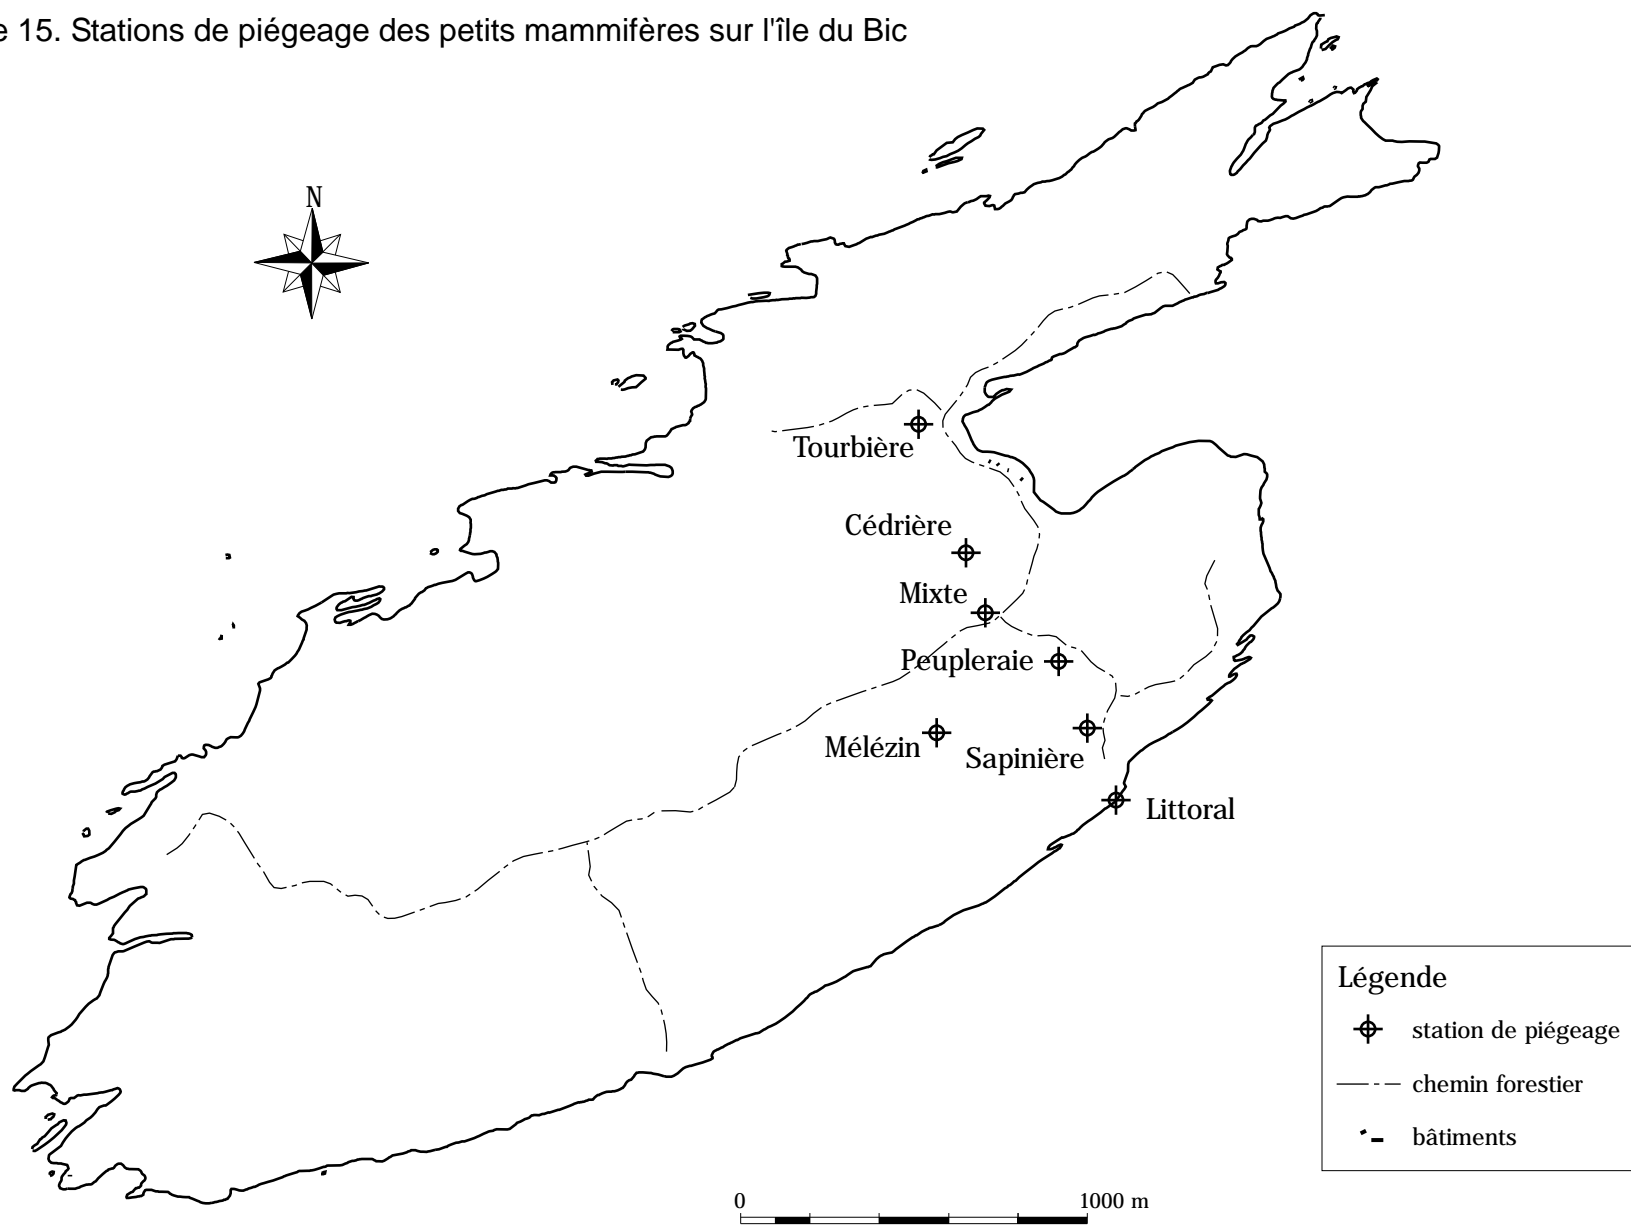 15. Stations de piégeage des petits mammifères sur l'île du Bic
N
Tourbière
Cédrière
Mixte
Peupleraie
Mélézin
Sapinière
Littoral
Légende
station de piégeage
chemin forestier
bâtiments
0 1000 m